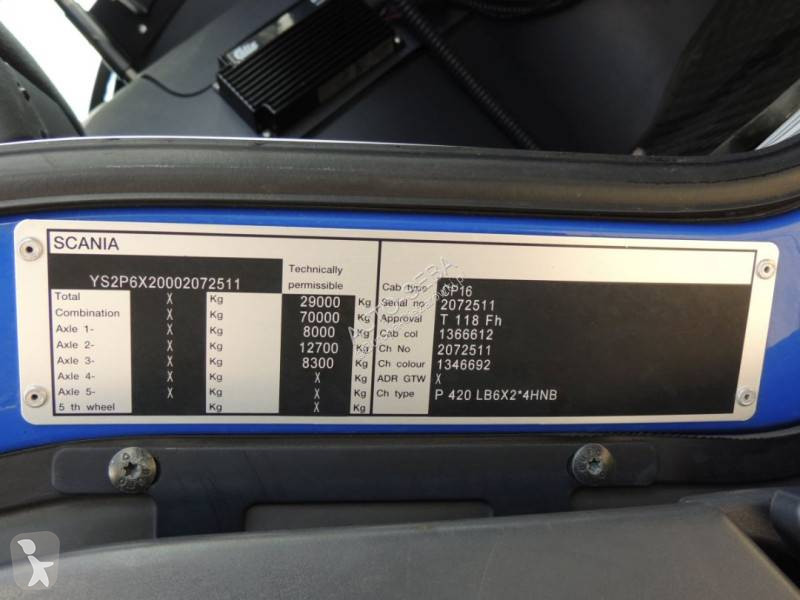 SCANIA
YS2P6X20002072511
Technically
permissible
Total X Kg 29000 Kg
Combination X Kg 70000 Kg
Axle 1- X Kg 8000 Kg
Axle 2- X Kg 12700 Kg
Axle 3- X Kg 8300 Kg
Axle 4- X Kg X Kg
Axle 5- X Kg X Kg
5 th wheel Kg X Kg
Cab type CP16
Serial no 2072511
Approval T 118 Fh
Cab col 1366612
Ch No 2072511
Ch colour 1346692
ADR GTW X
Ch type P 420 LB6X2*4HNB